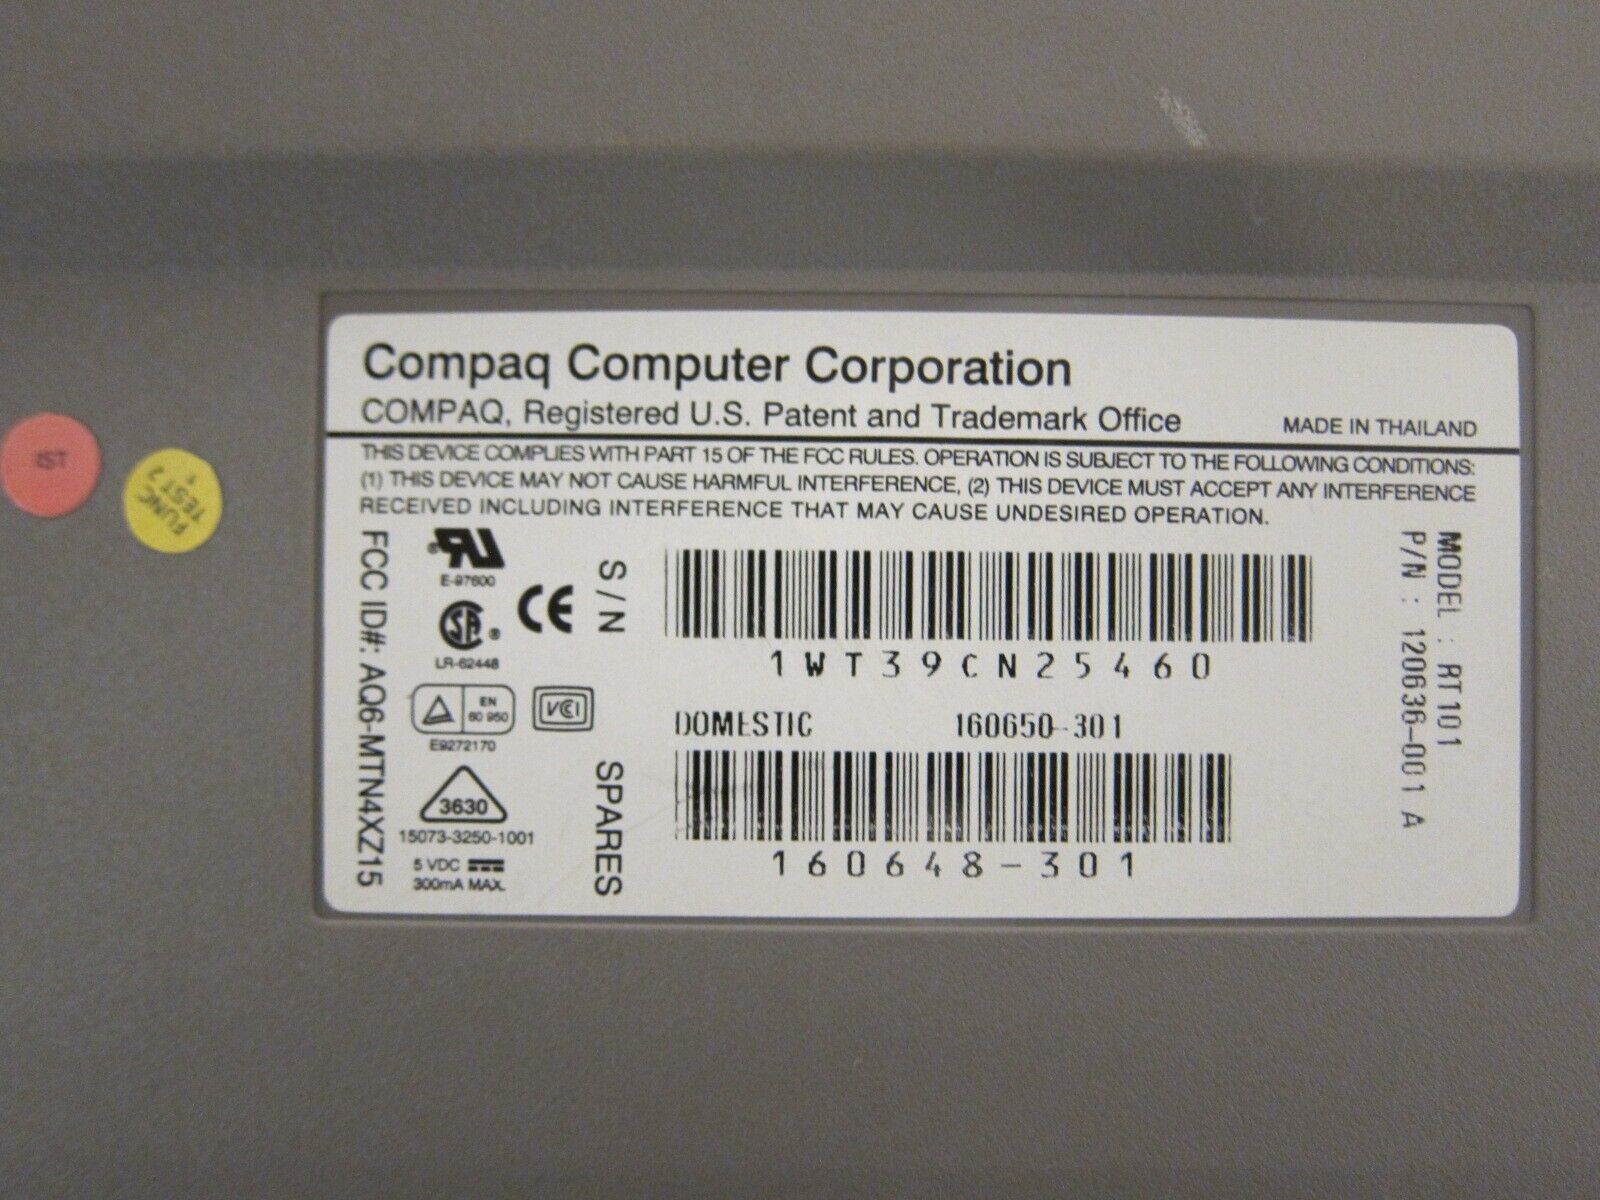 Compaq Computer Corporation
COMPAQ, Registered U.S. Patent and Trademark Office
MADE IN THAILAND
THIS DEVICE COMPLIES WITH PART 15 OF THE FCC RULES. OPERATION IS SUBJECT TO THE FOLLOWING CONDITIONS:
(1) THIS DEVICE MAY NOT CAUSE HARMFUL INTERFERENCE, (2) THIS DEVICE MUST ACCEPT ANY INTERFERENCE
RECEIVED INCLUDING INTERFERENCE THAT MAY CAUSE UNDESIRED OPERATION.
FCC ID#: AQ6-MTN4XZ15
E-97600
LR-62448
CE
EN
60 950
E9272170
VCI
3630
15073-3250-1001
5 VDC
300mA MAX.
S/N
1WT39CN25460
DOMESTIC 160650-301
SPARES
160648-301
MODEL : RT101
P/N : 120636-001 A
IST
FUNC
TEST
1